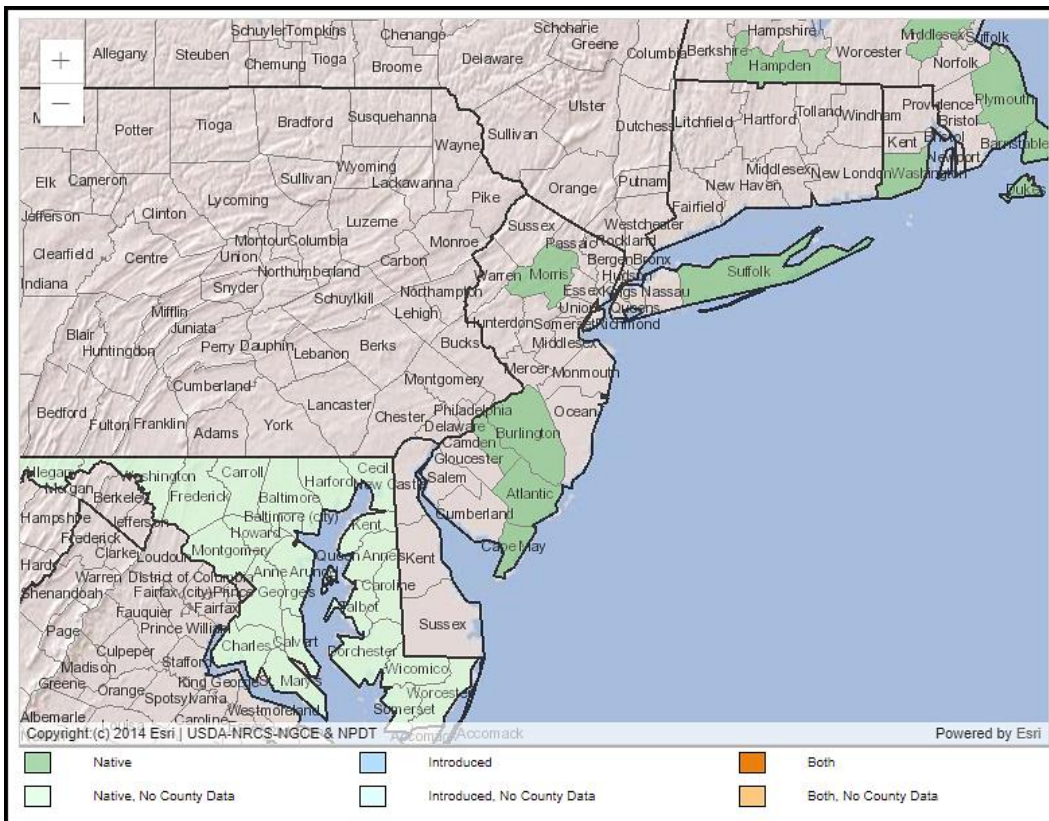 +
−
Schuyler Tompkins Chenango Schoharie Hampshire Middlesex Suffolk
Allegany Steuben Chemung Tioga Broome Delaware Greene Columbia Berkshire Hampden Worcester Norfolk
Potter Tioga Bradford Susquehanna Ulster Dutchess Litchfield Hartford Tolland Windham Providence Bristol Plymouth
Wayne Sullivan Kent Bristol Barnstable
Elk Cameron Sullivan Wyoming Lackawanna Pike Orange Putnam New Haven Middlesex New London Washington Newport Dukes
Jefferson Clinton Lycoming Luzerne Monroe Sussex Westchester Fairfield
Clearfield Centre Union Montour Columbia Carbon Passaic Rockland
Indiana Snyder Northumberland Northampton Warren Morris Bergen Bronx Suffolk
Mifflin Schuylkill Lehigh Essex Hudson Kings Nassau
Blair Juniata Hunterdon Union Queens
Huntingdon Perry Dauphin Lebanon Berks Bucks Somerset Richmond
Cumberland Montgomery Mercer Middlesex Monmouth
Bedford Fulton Franklin Adams York Lancaster Chester Philadelphia Ocean
Delaware Burlington
Camden
Allegany Washington Carroll Cecil Gloucester
Morgan Berkeley Frederick Baltimore Harford New Castle Salem Atlantic
Hampshire Jefferson Baltimore (city) Kent Cumberland
Frederick Clarke Howard
Hardy Loudoun Montgomery Queen Anne's Kent Cape May
Warren District of Columbia Anne Arundel Caroline
Shenandoah Fairfax (city) Prince George's
Fauquier Fairfax Talbot Sussex
Page Prince William
Culpeper Charles Calvert Dorchester
Madison Stafford Wicomico
Greene Orange King George St. Mary's Worcester
Spotsylvania Somerset
Albemarle Louisa Caroline Westmoreland
Accomack Accomack
Copyright:(c) 2014 Esri | USDA-NRCS-NGCE & NPDT Powered by Esri
Native Introduced Both
Native, No County Data Introduced, No County Data Both, No County Data